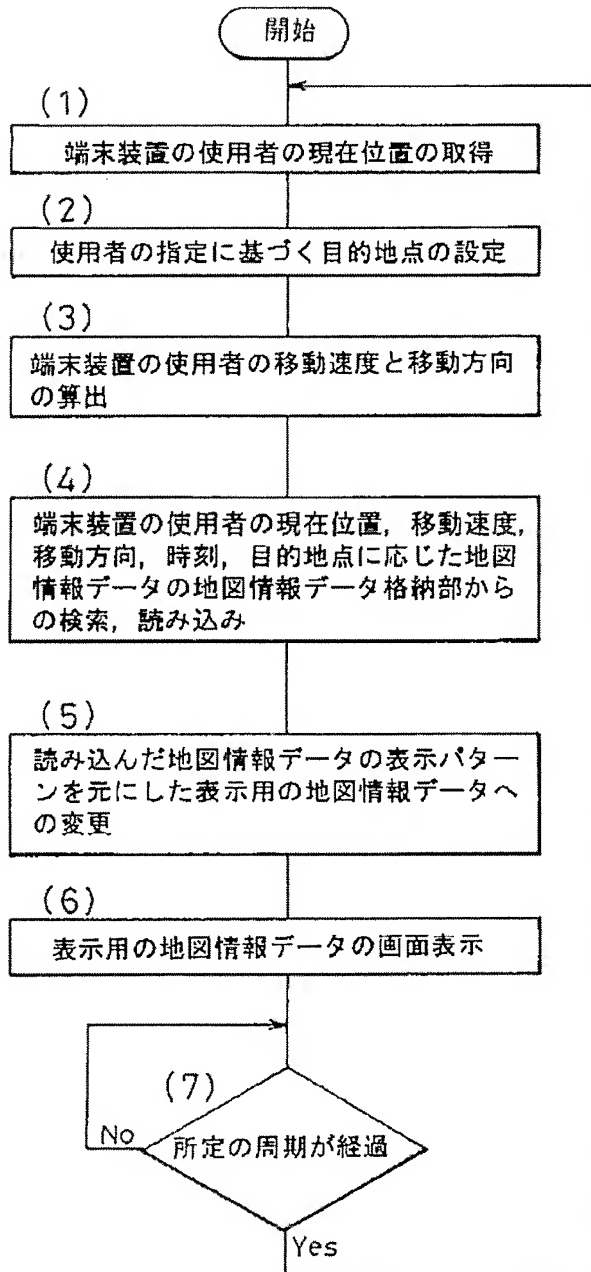 開始
(1)
端末装置の使用者の現在位置の取得
(2)
使用者の指定に基づく目的地点の設定
(3)
端末装置の使用者の移動速度と移動方向
の算出
(4)
端末装置の使用者の現在位置，移動速度，
移動方向，時刻，目的地点に応じた地図
情報データの地図情報データ格納部から
の検索，読み込み
(5)
読み込んだ地図情報データの表示パター
ンを元にした表示用の地図情報データへ
の変更
(6)
表示用の地図情報データの画面表示
(7)
No
所定の周期が経過
Yes